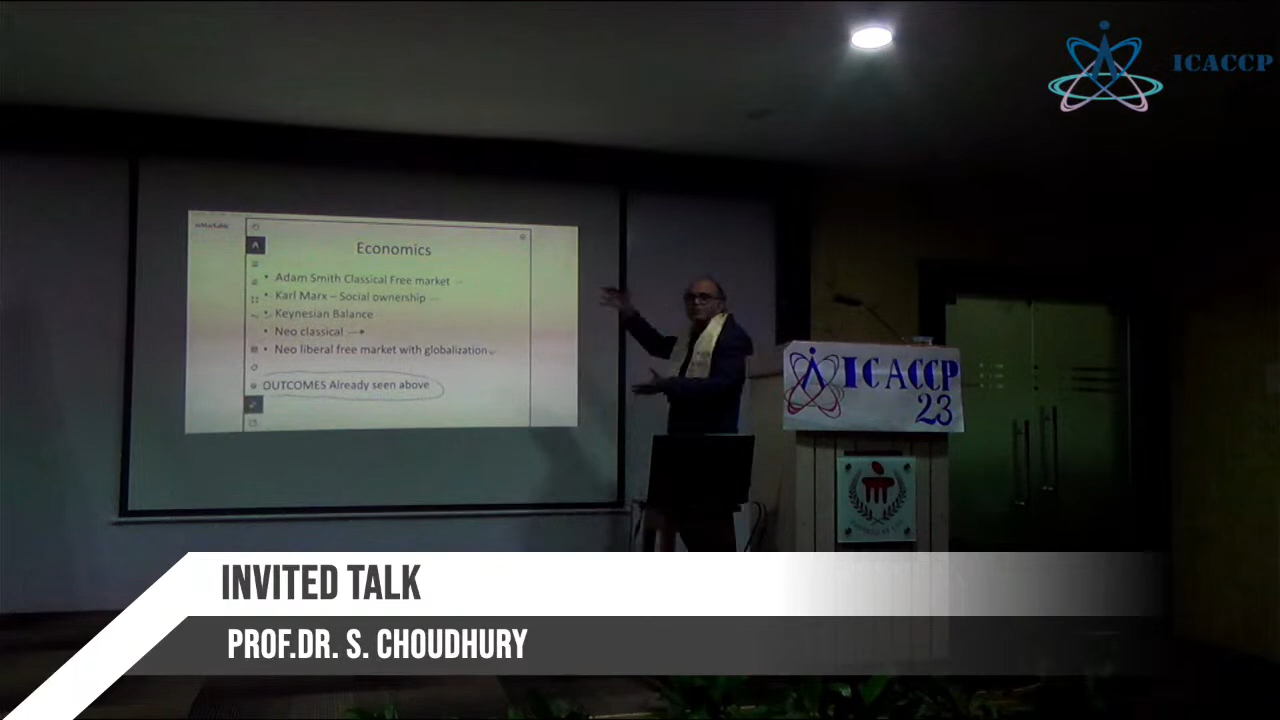 ICACCP
reMarkable
Economics
• Adam Smith Classical Free market
• Karl Marx – Social ownership
• Keynesian Balance
• Neo classical
• Neo liberal free market with globalization
OUTCOMES Already seen above
ICACCP
23
INVITED TALK
PROF.DR. S. CHOUDHURY